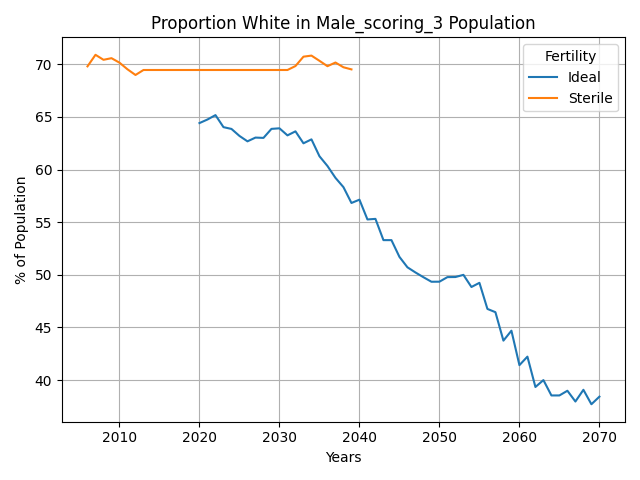 Proportion White in Male_scoring_3 Population
Fertility
Ideal
Sterile
% of Population
70
65
60
55
50
45
40
2010
2020
2030
2040
2050
2060
2070
Years